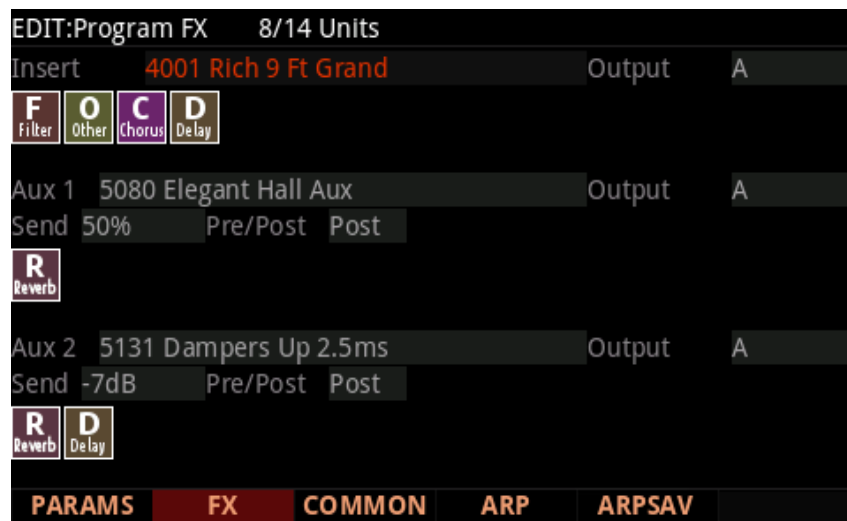 EDIT:Program FX 8/14 Units
Insert 4001 Rich 9 Ft Grand Output A
F O C D
Filter Other Chorus Delay
Aux 1 5080 Elegant Hall Aux Output A
Send 50% Pre/Post Post
R
Reverb
Aux 2 5131 Dampers Up 2.5ms Output A
Send -7dB Pre/Post Post
R D
Reverb Delay
PARAMS FX COMMON ARP ARPSAV